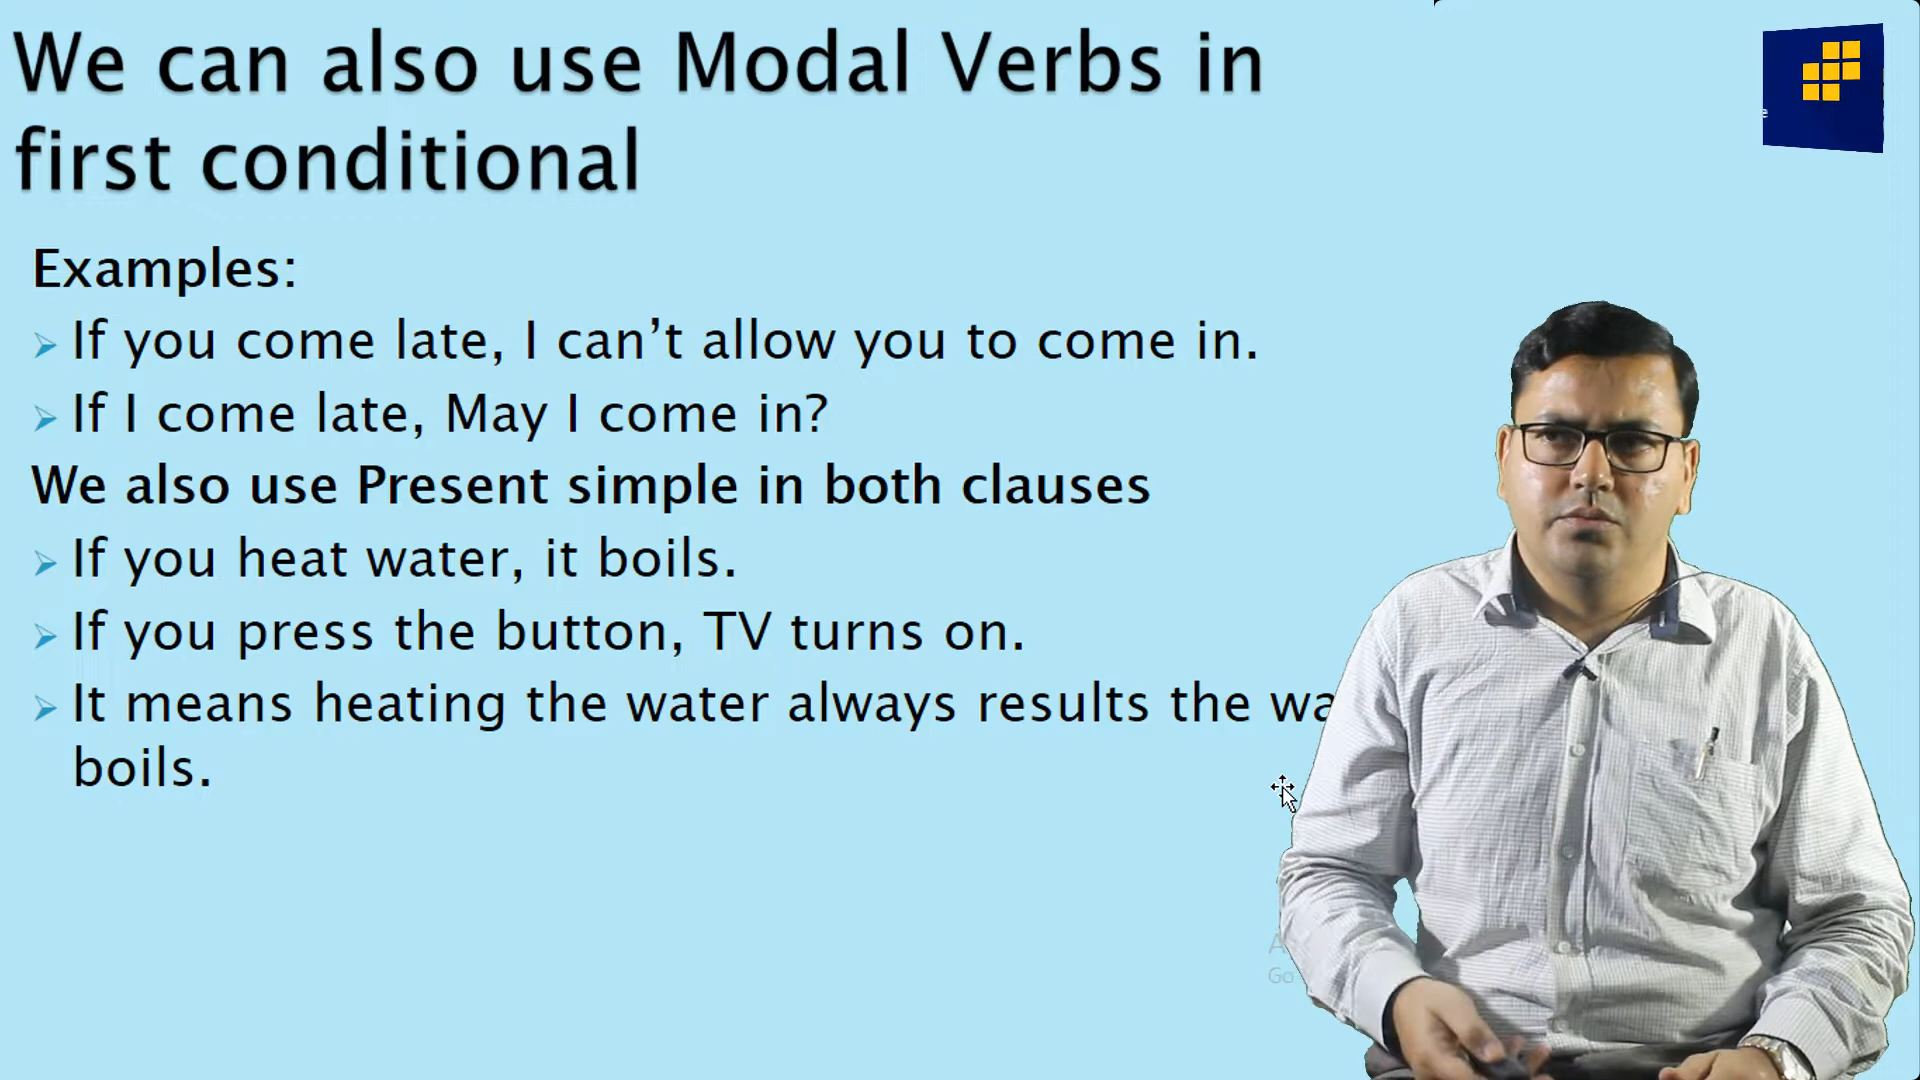 We can also use Modal Verbs in
first conditional
Examples:
If you come late, I can’t allow you to come in.
If I come late, May I come in?
We also use Present simple in both clauses
If you heat water, it boils.
If you press the button, TV turns on.
It means heating the water always results the
boils.
Go